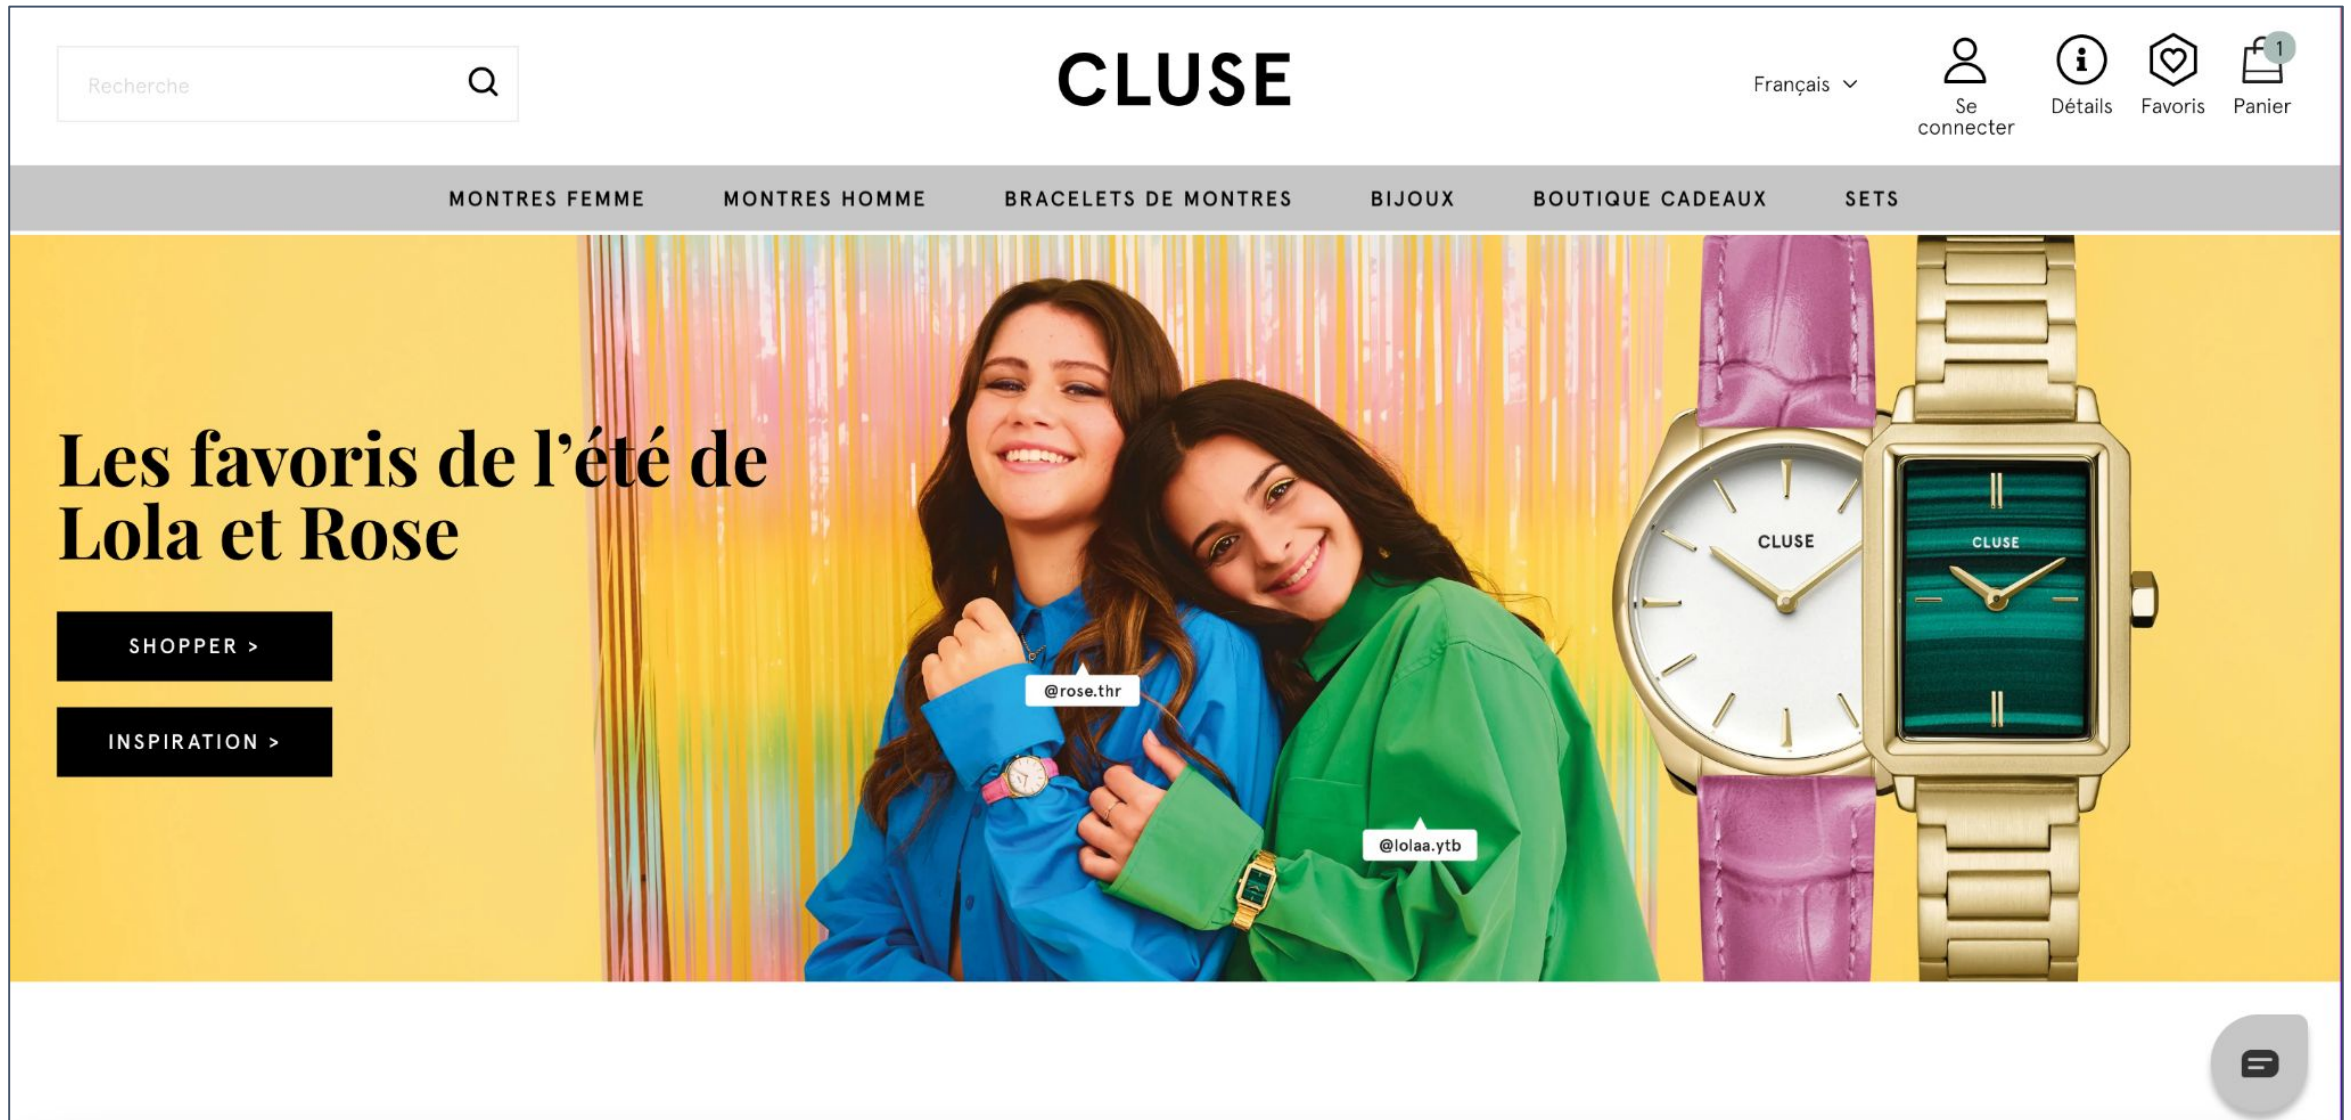 Recherche
CLUSE
Français
Se
connecter
Détails
Favoris
1
Panier
MONTRES FEMME
MONTRES HOMME
BRACELETS DE MONTRES
BIJOUX
BOUTIQUE CADEAUX
SETS
Les favoris de l’été de
Lola et Rose
SHOPPER >
INSPIRATION >
@rose.thr
@lolaa.ytb
CLUSE
CLUSE